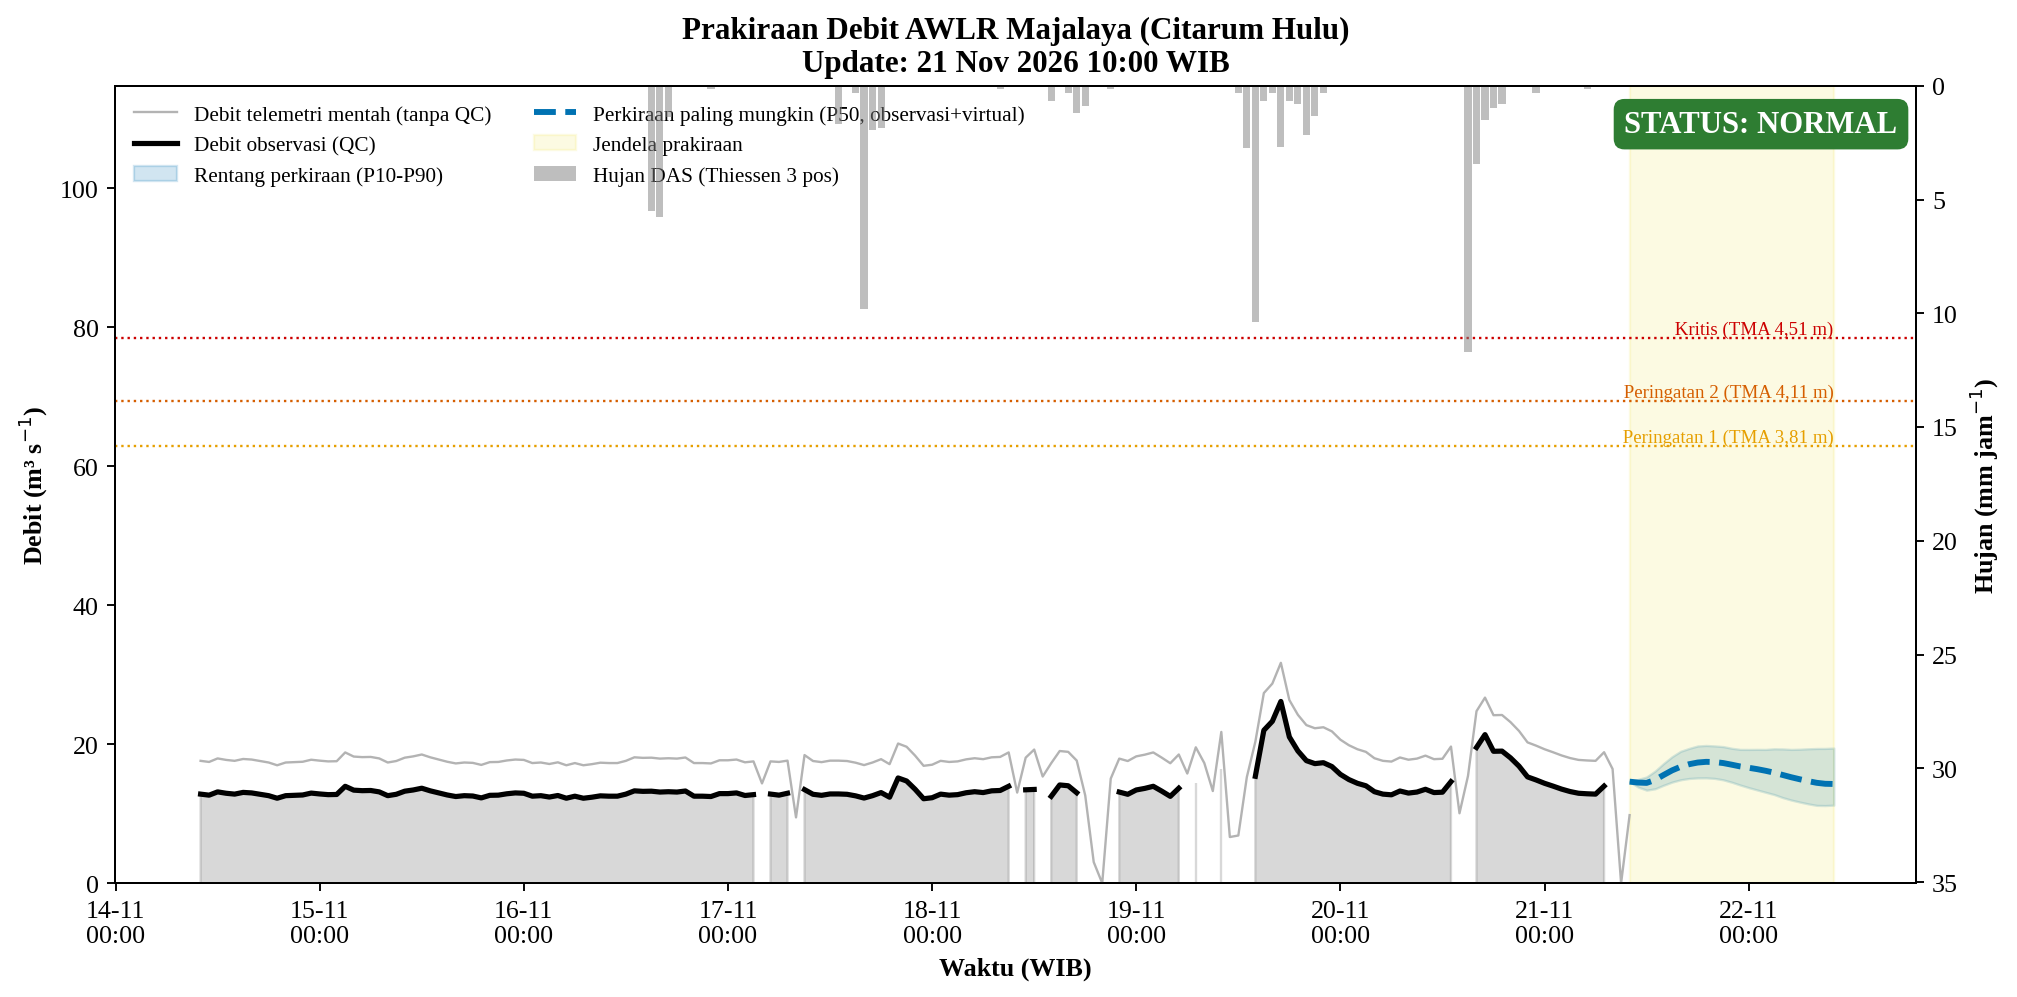 Prakiraan Debit AWLR Majalaya (Citarum Hulu)
Update: 21 Nov 2026 10:00 WIB
Debit telemetri mentah (tanpa QC)
Debit observasi (QC)
Rentang perkiraan (P10-P90)
Perkiraan paling mungkin (P50, observasi+virtual)
Jendela prakiraan
Hujan DAS (Thiessen 3 pos)
STATUS: NORMAL
Kritis (TMA 4,51 m)
Peringatan 2 (TMA 4,11 m)
Peringatan 1 (TMA 3,81 m)
Debit (m³ s⁻¹)
100
80
60
40
20
0
Hujan (mm jam⁻¹)
0
5
10
15
20
25
30
35
14-11 15-11 16-11 17-11 18-11 19-11 20-11 21-11 22-11
00:00 00:00 00:00 00:00 00:00 00:00 00:00 00:00 00:00
Waktu (WIB)